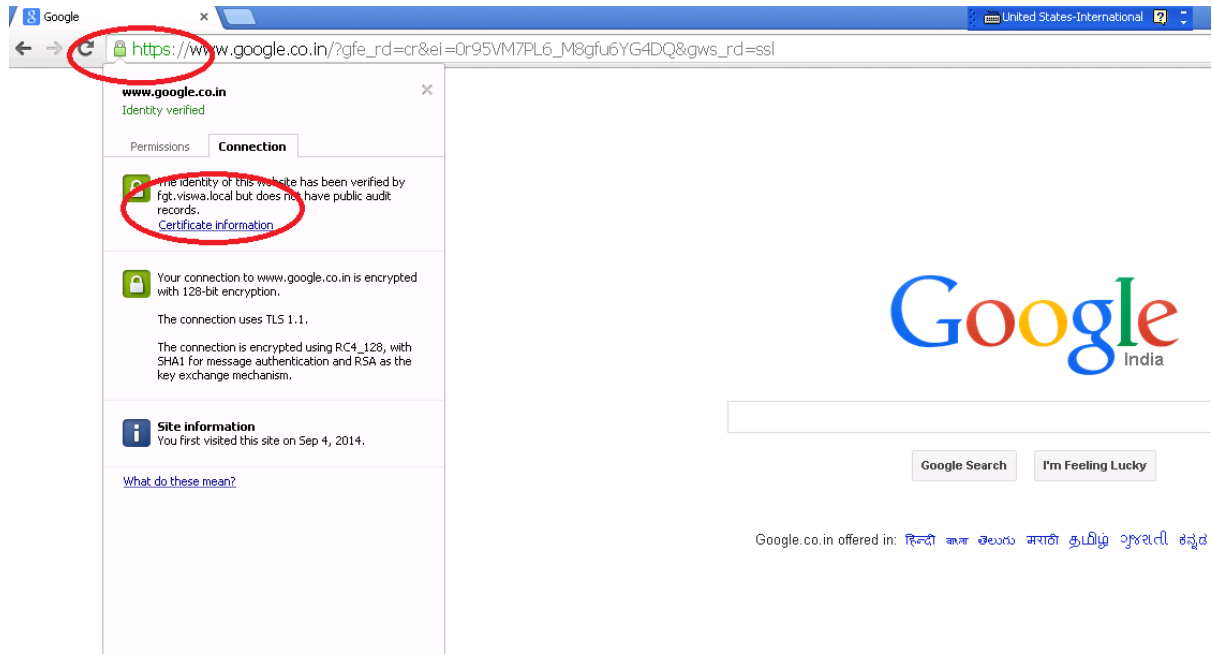 Google
United States-International
https://www.google.co.in/?gfe_rd=cr&ei=0r95VM7PL6_M8gfu6YG4DQ&gws_rd=ssl
www.google.co.in
Identity verified
Permissions Connection
The identity of this website has been verified by
fgt.viswa.local but does not have public audit
records.
Certificate information
Your connection to www.google.co.in is encrypted
with 128-bit encryption.
The connection uses TLS 1.1.
The connection is encrypted using RC4_128, with
SHA1 for message authentication and RSA as the
key exchange mechanism.
Site information
You first visited this site on Sep 4, 2014.
What do these mean?
Google
India
Google Search I'm Feeling Lucky
Google.co.in offered in: हिन्दी বাংলা తెలుగు मराठी தமிழ் ગુજરાતી ಕನ್ನಡ